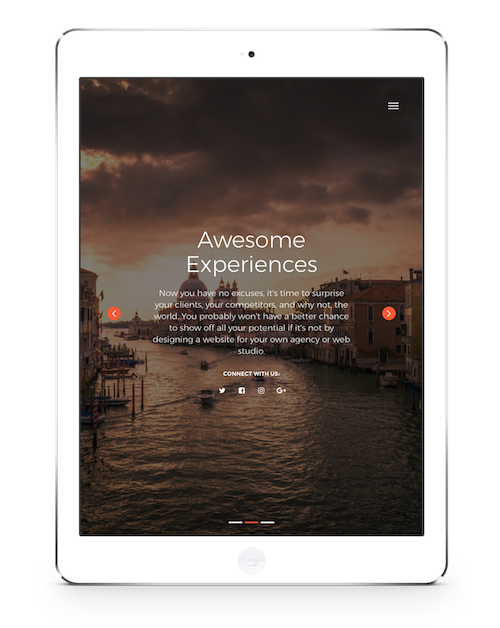 Awesome
Experiences
Now you have no excuses, it's time to surprise
your clients, your competitors, and why not, the
world. You probably won't have a better chance
to show off all your potential if it's not by
designing a website for your own agency or web
studio.
CONNECT WITH US:
G+